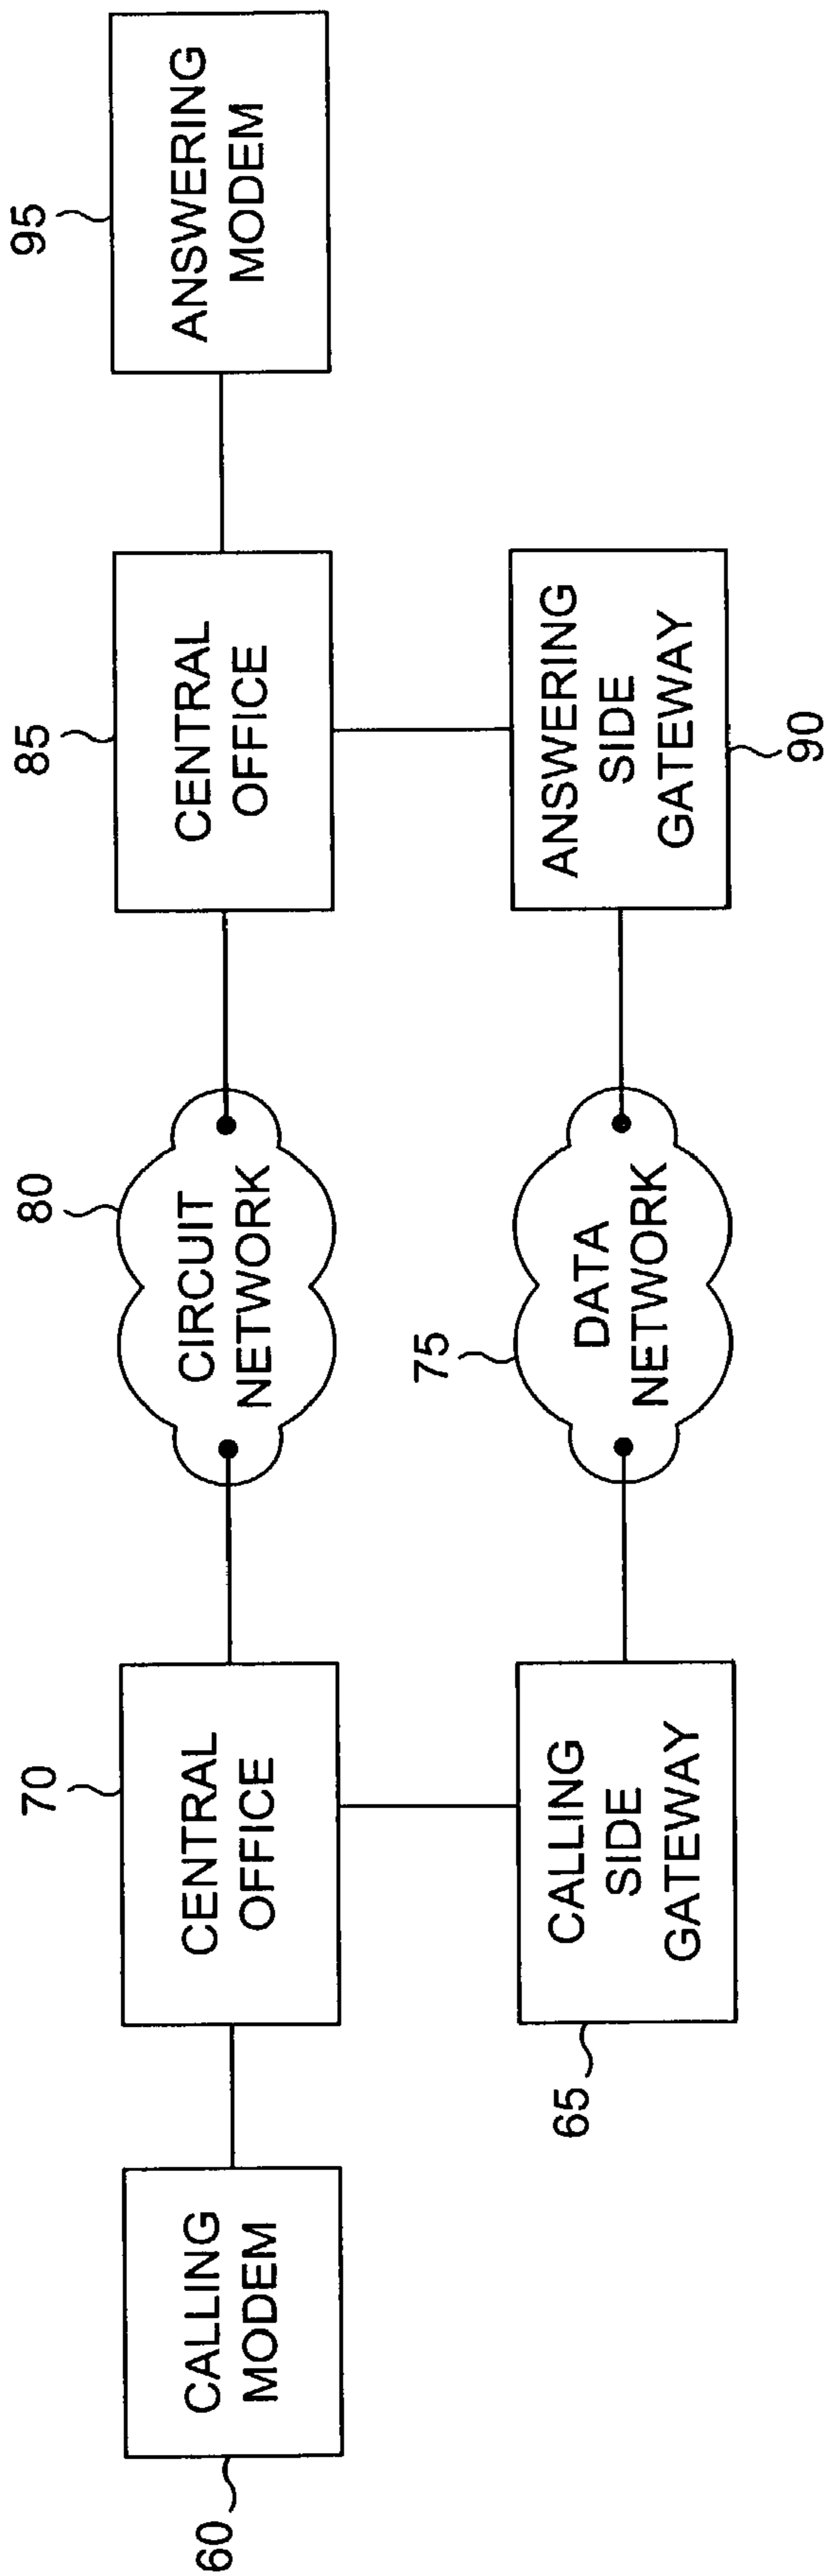 60
CALLING
MODEM
70
CENTRAL
OFFICE
65
CALLING
SIDE
GATEWAY
80
CIRCUIT
NETWORK
75
DATA
NETWORK
85
CENTRAL
OFFICE
90
ANSWERING
SIDE
GATEWAY
95
ANSWERING
MODEM